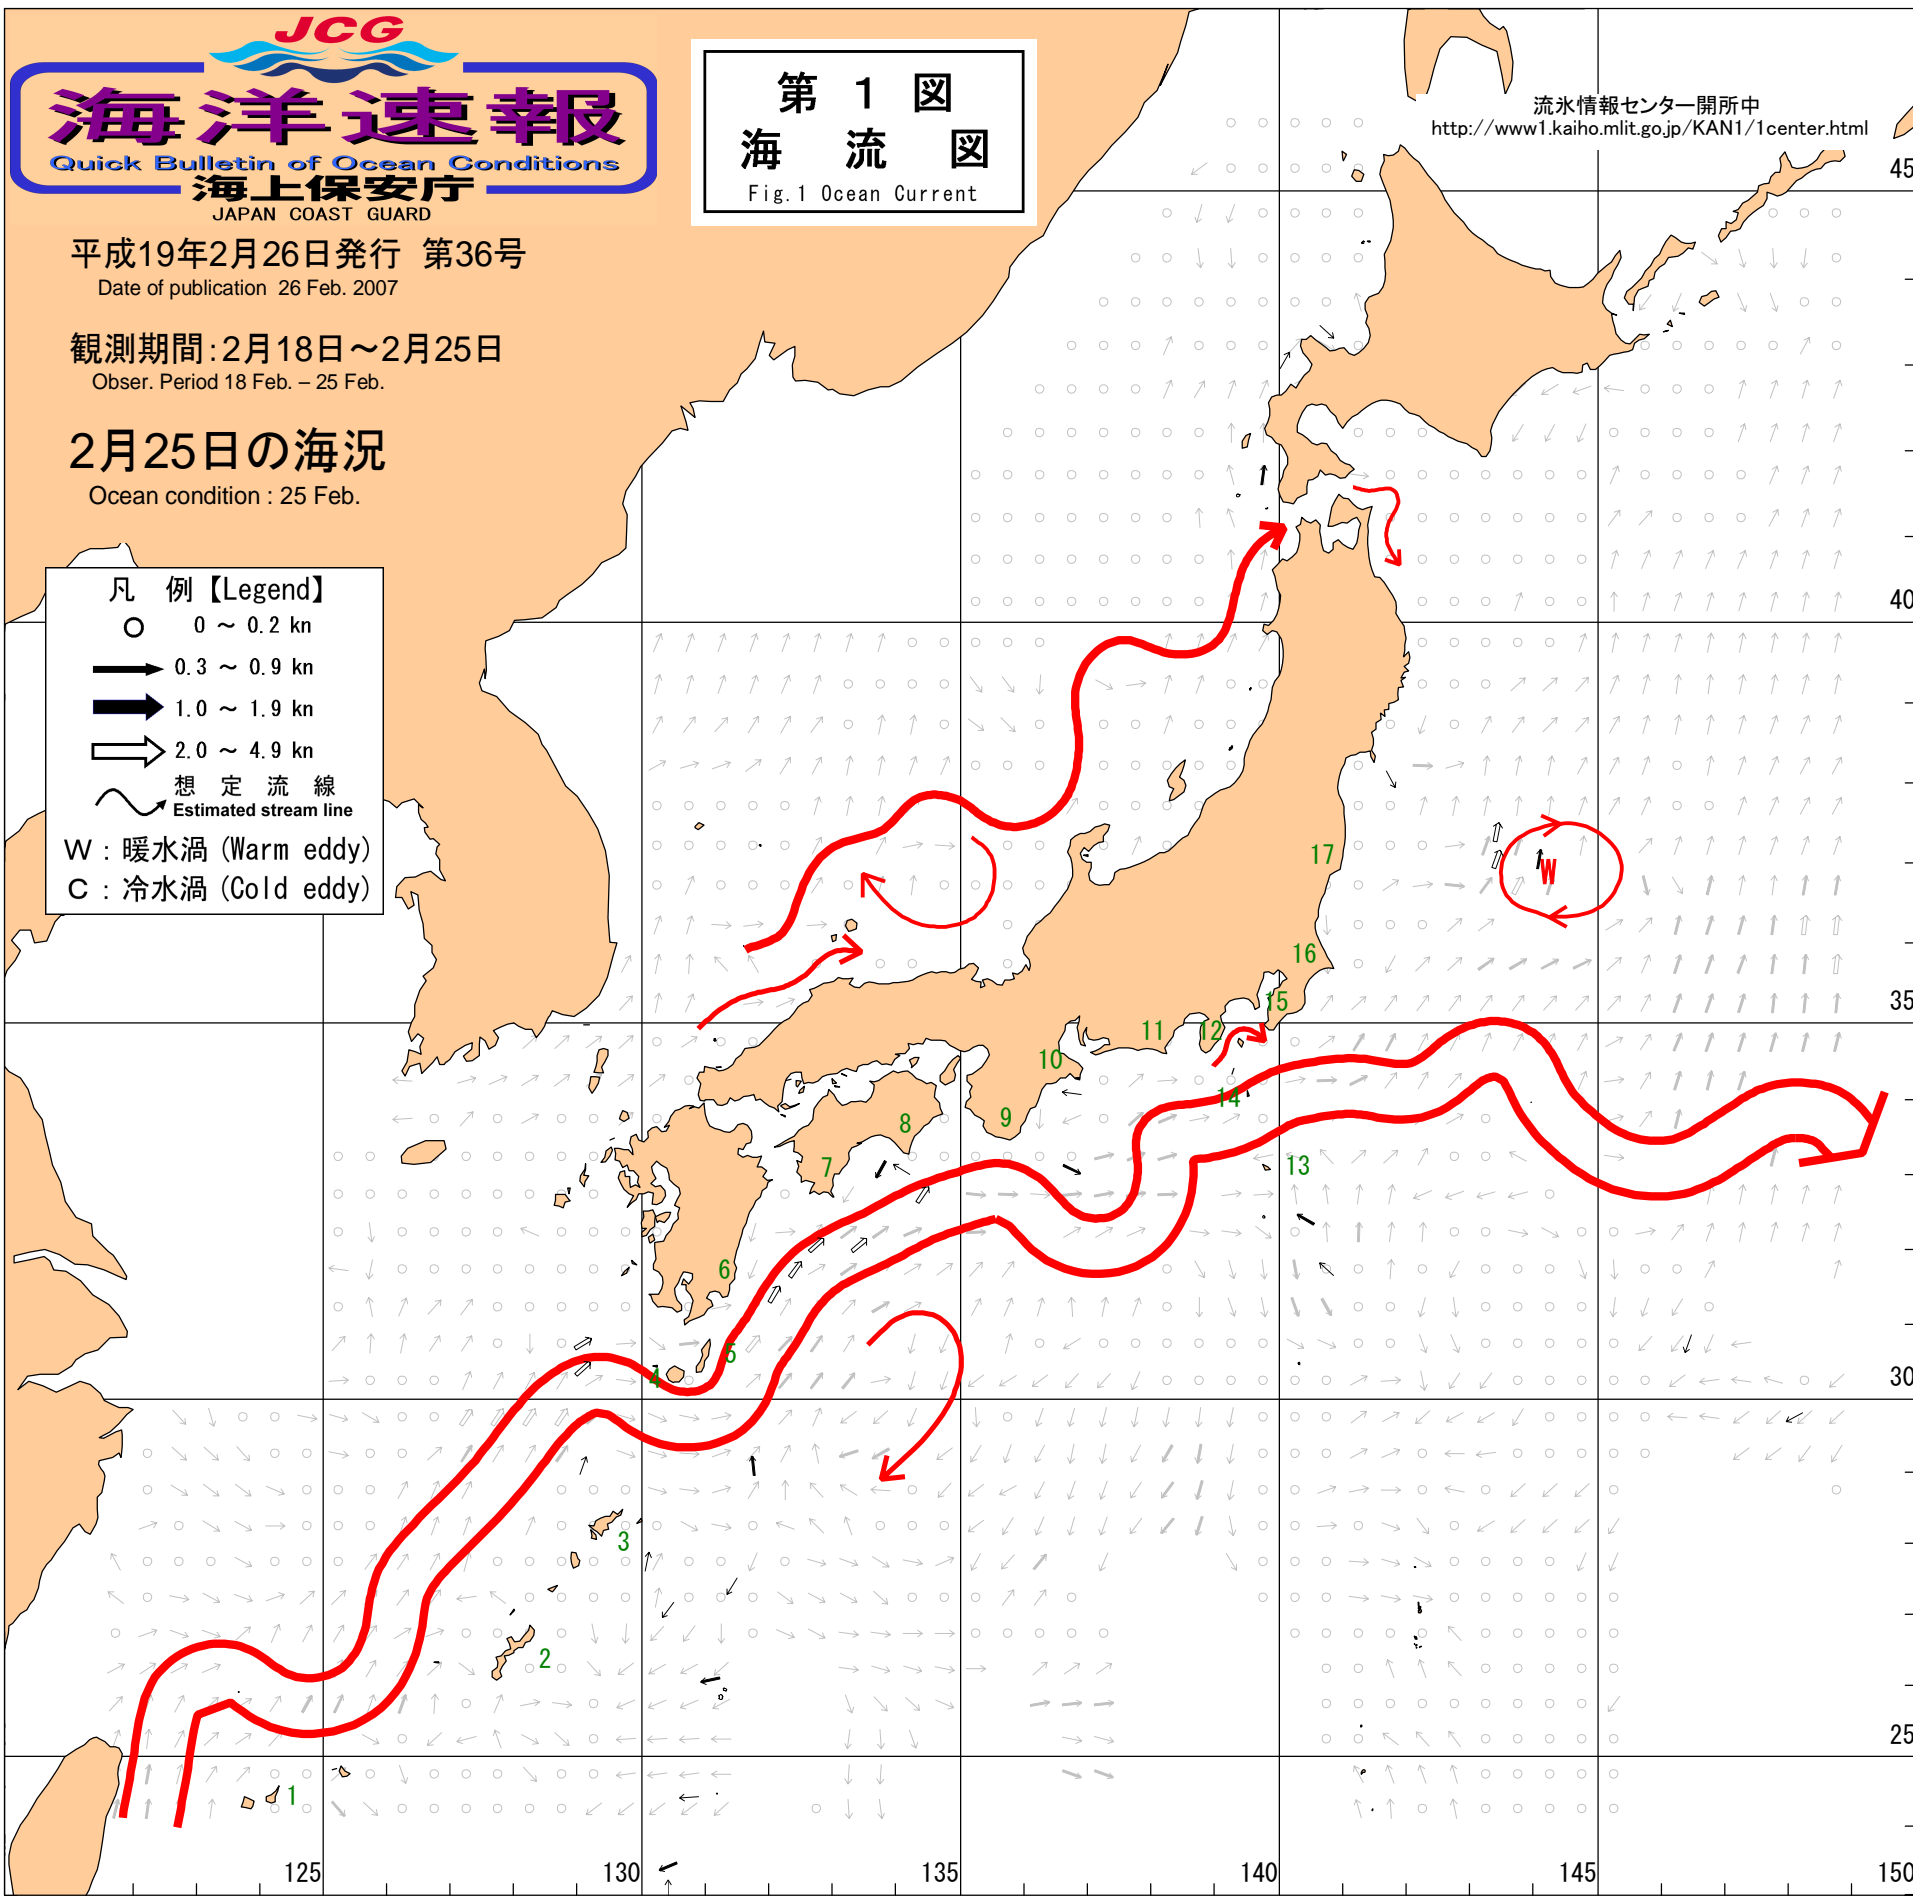 JCG
海洋速報
Quick Bulletin of Ocean Conditions
海上保安庁
JAPAN COAST GUARD
平成19年2月26日発行 第36号
Date of publication 26 Feb. 2007
観測期間：2月18日～2月25日
Obser. Period 18 Feb. – 25 Feb.
2月25日の海況
Ocean condition : 25 Feb.
第 1 図
海 流 図
Fig.1 Ocean Current
流氷情報センター開所中
http://www1.kaiho.mlit.go.jp/KAN1/1center.html
凡 例【Legend】
0 ～ 0.2 kn
0.3 ～ 0.9 kn
1.0 ～ 1.9 kn
2.0 ～ 4.9 kn
想 定 流 線
Estimated stream line
W : 暖水渦 (Warm eddy)
C : 冷水渦 (Cold eddy)
45
40
17
W
16
35
15
12
11
10
14
9
8
7
13
6
5
4
30
3
2
25
1
125
130
135
140
145
150